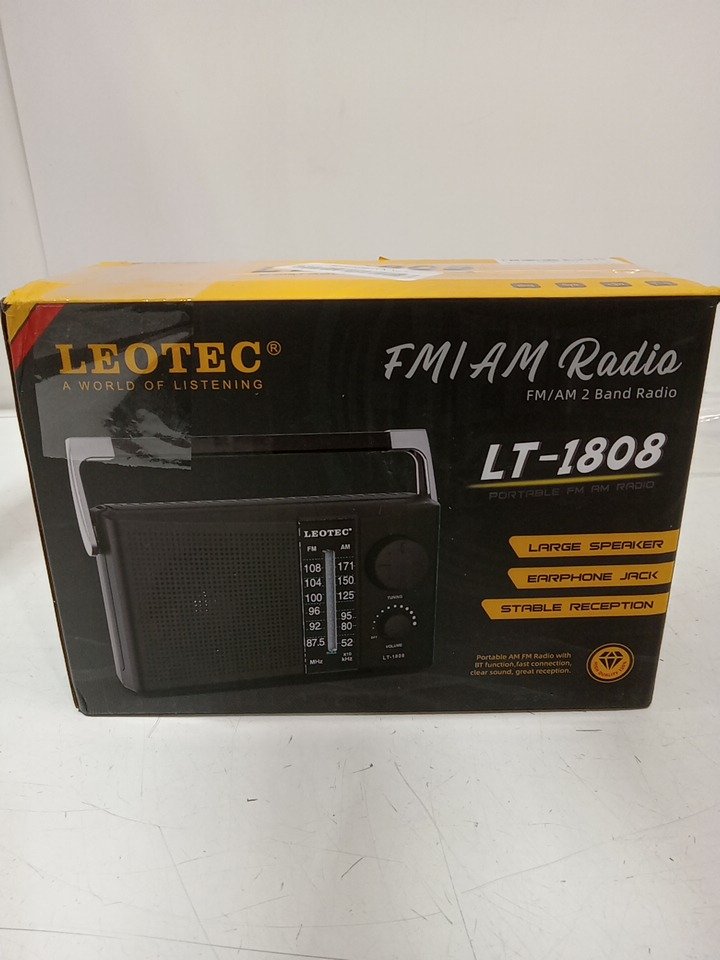 LEOTEC®
A WORLD OF LISTENING
FM/AM Radio
FM/AM 2 Band Radio
LT-1808
PORTABLE FM AM RADIO
LARGE SPEAKER
EARPHONE JACK
STABLE RECEPTION
Portable AM FM Radio with
BT function,fast connection,
clear sound, great reception.
LEOTEC
FM AM
108 171
104 150
100 125
96 95
92 80
87.5 52
MHz X10 kHz
TUNING
OFF
VOLUME
LT-1808